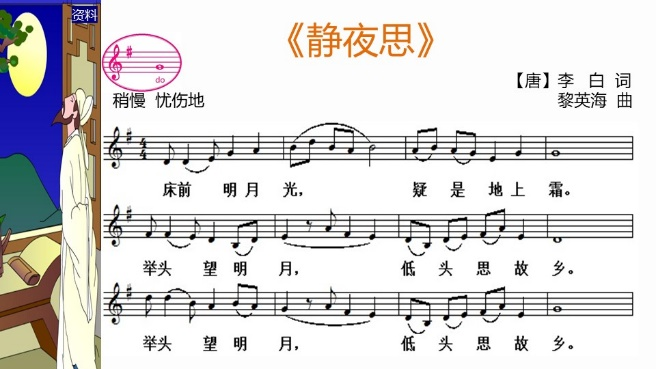 资料
《静夜思》
do
【唐】李 白 词
稍慢 忧伤地
黎英海 曲
4
4
床前 明月 光， 疑 是 地上 霜。
举头 望明 月， 低 头 思故 乡。
举头 望明 月， 低 头 思故 乡。